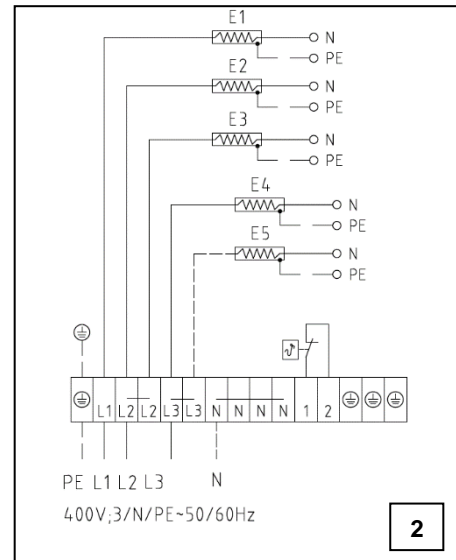 E1
N
PE
E2
N
PE
E3
N
PE
E4
N
PE
E5
N
PE
L1 L2 L2 L3 L3 N N N N 1 2
PE L1 L2 L3 N
400V;3/N/PE~50/60Hz
2